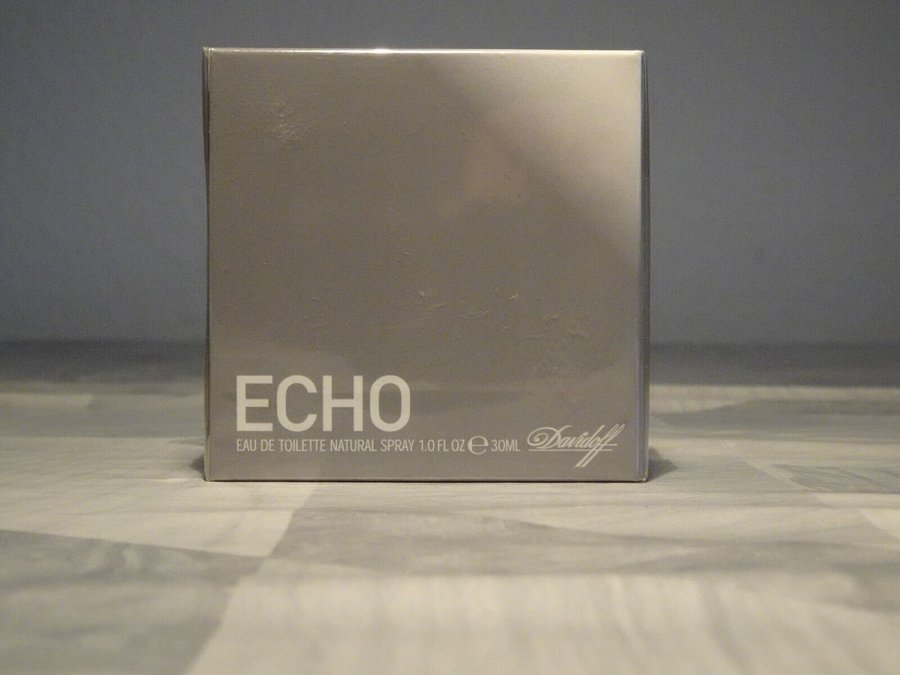 ECHO
EAU DE TOILETTE NATURAL SPRAY 1.0 FL OZ ℮ 30ML Davidoff